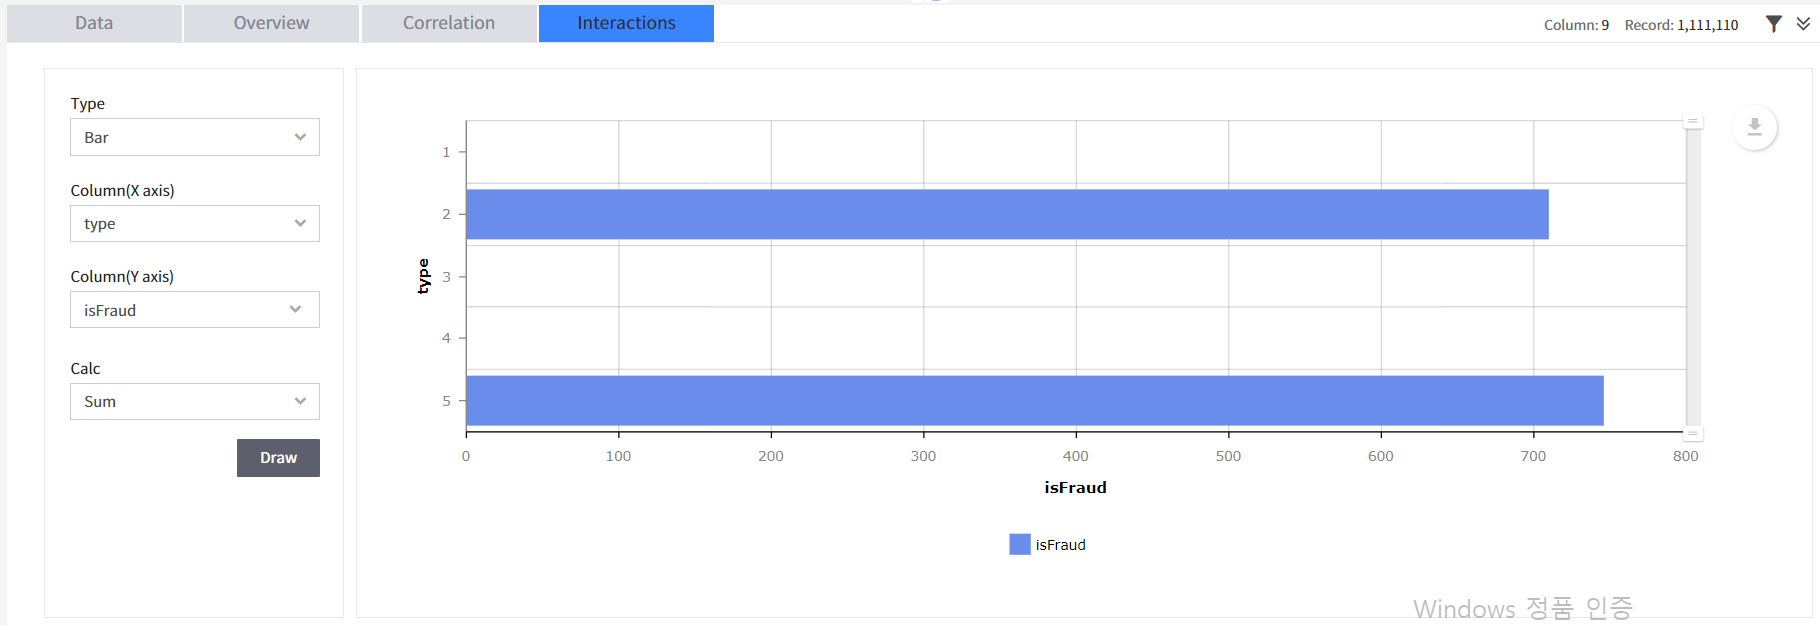 Data Overview Correlation Interactions Column: 9 Record: 1,111,110
Type
Bar
Column(X axis)
type
Column(Y axis)
isFraud
Calc
Sum
Draw
type
1
2
3
4
5
0 100 200 300 400 500 600 700 800
isFraud
isFraud
Windows 정품 인증